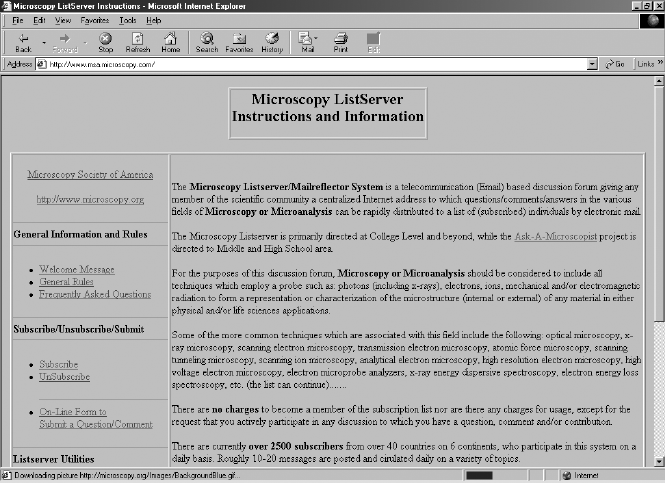 Microscopy ListServer Instructions - Microsoft Internet Explorer
File Edit View Favorites Tools Help
Back Forward Stop Refresh Home Search Favorites History Mail Print Edit
Address http://www.msa.microscopy.com/ Go Links »
Microscopy ListServer
Instructions and Information
Microscopy Society of America
http://www.microscopy.org
General Information and Rules
Welcome Message
General Rules
Frequently Asked Questions
Subscribe/Unsubscribe/Submit
Subscribe
UnSubscribe
On-Line Form to
Submit a Question/Comment
Listserver Utilities
The Microscopy Listserver/Mailreflector System is a telecommunication (Email) based discussion forum giving any
member of the scientific community a centralized Internet address to which questions/comments/answers in the various
fields of Microscopy or Microanalysis can be rapidly distributed to a list of (subscribed) individuals by electronic mail.
The Microscopy Listserver is primarily directed at College Level and beyond, while the Ask-A-Microscopist project is
directed to Middle and High School area.
For the purposes of this discussion forum, Microscopy or Microanalysis should be considered to include all
techniques which employ a probe such as: photons (including x-rays), electrons, ions, mechanical and/or electromagnetic
radiation to form a representation or characterization of the microstructure (internal or external) of any material in either
physical and/or life sciences applications.
Some of the more common techniques which are associated with this field include the following: optical microscopy, x-
ray microscopy, scanning electron microscopy, transmission electron microscopy, atomic force microscopy, scanning
tunneling microscopy, scanning ion microscopy, analytical electron microscopy, high resolution electron microscopy, high
voltage electron microscopy, electron microprobe analyzers, x-ray energy dispersive spectroscopy, electron energy loss
spectroscopy, etc. (the list can continue).......
There are no charges to become a member of the subscription list nor are there any charges for usage, except for the
request that you actively participate in any discussion to which you have a question, comment and/or contribution.
There are currently over 2500 subscribers from over 40 countries on 6 continents, who participate in this system on a
daily basis. Roughly 10-20 messages are posted and cirulated daily on a variety of topics.
Downloading picture http://microscopy.org/Images/BackgroundBlue.gif... Internet